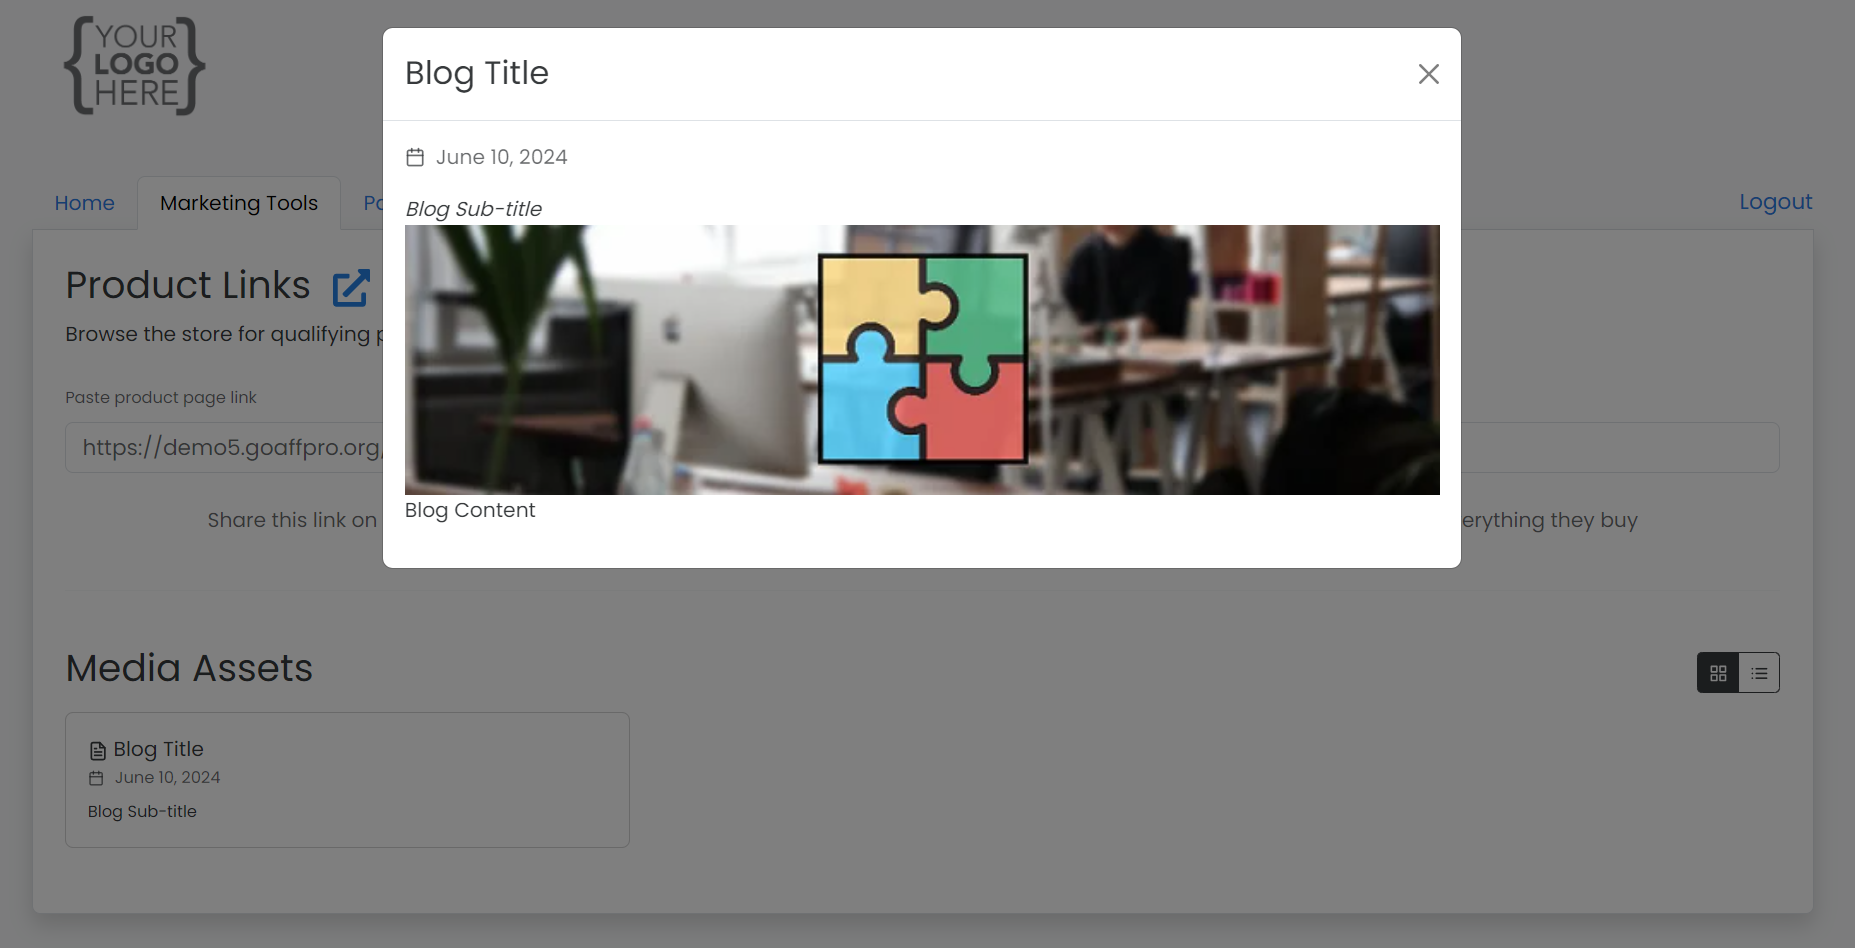 YOUR
LOGO
HERE
Blog Title
June 10, 2024
Blog Sub-title
Blog Content
Home
Marketing Tools
Logout
Product Links
Browse the store for qualifying
Paste product page link
https://demo5.goaffpro.org
Share this link on
they buy
Media Assets
Blog Title
June 10, 2024
Blog Sub-title